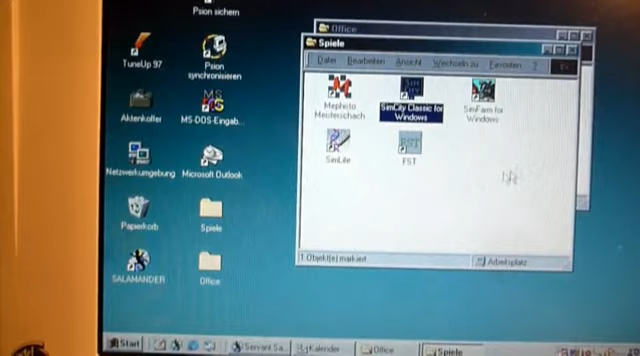 Psion sichern
TuneUp 97
Psion
synchronisieren
Aktenkoffer
MS-DOS-Eingab...
Netzwerkumgebung
Microsoft Outlook
Papierkorb
Spiele
SALAMANDER
Office
Office
Spiele
Datei Bearbeiten Ansicht Wechseln zu Favoriten ?
Mephisto
Meisterschach
SimCity Classic for
Windows
SimFarm for
Windows
SimLife
FST
1 Objekt(e) markiert
Arbeitsplatz
Start
Servant Sa...
Kalender
Office
Spiele